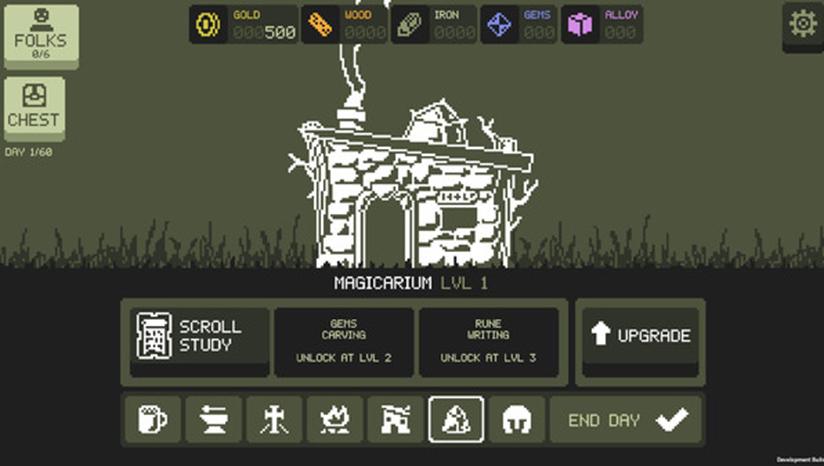 FOLKS
0/6
CHEST
DAY 1/60
GOLD
000500
WOOD
0000
IRON
0000
GEMS
000
ALLOY
000
MAGICARIUM LVL 1
SCROLL
STUDY
GEMS
CARVING
UNLOCK AT LVL 2
RUNE
WRITING
UNLOCK AT LVL 3
UPGRADE
END DAY
Development Build